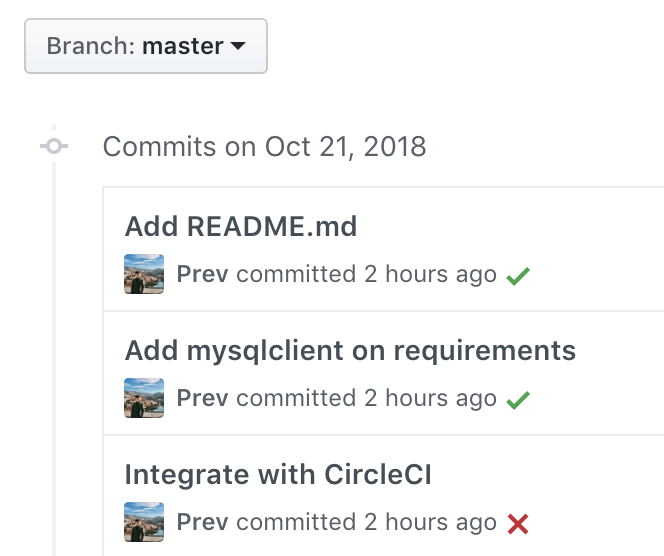 Branch: master
Commits on Oct 21, 2018
Add README.md
Prev committed 2 hours ago
Add mysqlclient on requirements
Prev committed 2 hours ago
Integrate with CircleCI
Prev committed 2 hours ago